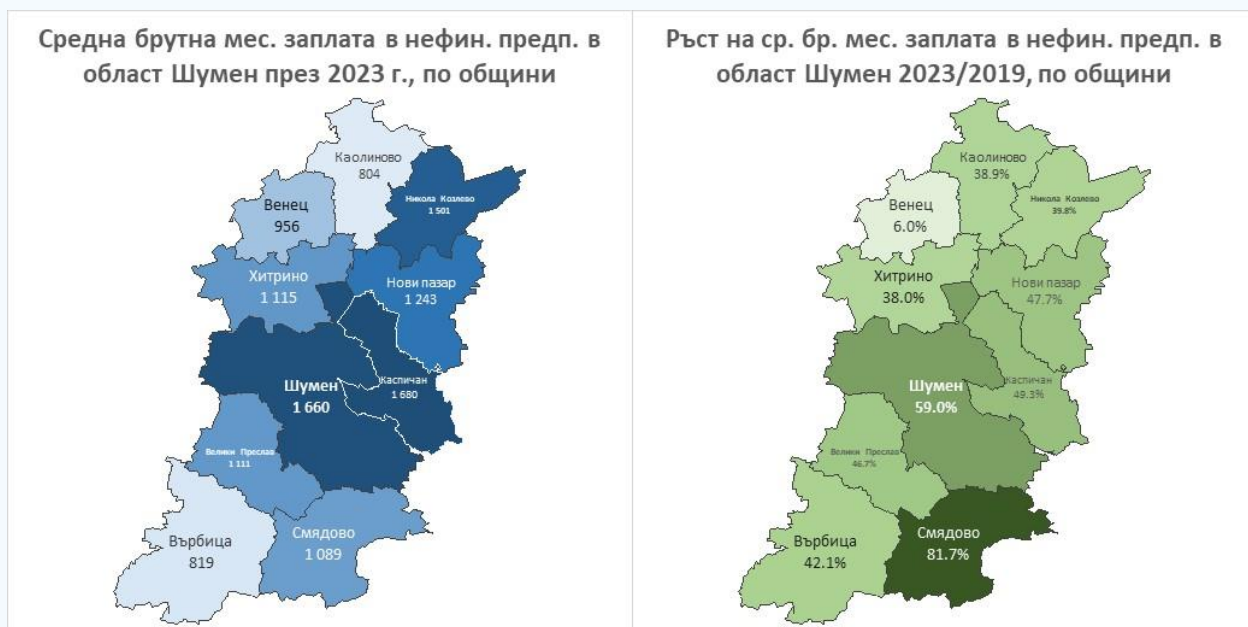 Средна брутна мес. заплата в нефин. предп. в
област Шумен през 2023 г., по общини
Каолиново
804
Никола Козлево
1 501
Венец
956
Хитрино
1 115
Нови пазар
1 243
Шумен
1 660
Каспичан
1 680
Велики Преслав
1 111
Върбица
819
Смядово
1 089
Ръст на ср. бр. мес. заплата в нефин. предп. в
област Шумен 2023/2019, по общини
Каолиново
38.9%
Никола Козлево
39.8%
Венец
6.0%
Хитрино
38.0%
Нови пазар
47.7%
Шумен
59.0%
Каспичан
49.3%
Велики Преслав
46.7%
Върбица
42.1%
Смядово
81.7%